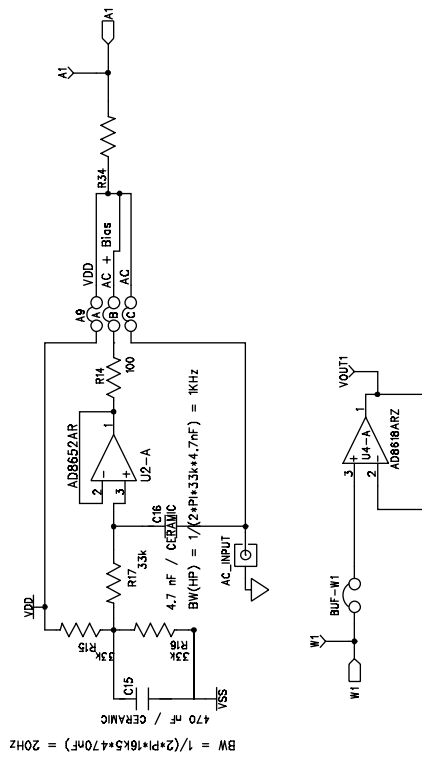 A1
A1
R34
VDD
AC + Bias
AC
A9
A
B
C
R14
100
AD8652AR
2
-
1
3
+
U2-A
C16
4.7 nF / CERAMIC
BW(HP) = 1/(2*PI*33k*4.7nF) = 1KHz
R17
33k
AC_INPUT
VDD
R15
33k
R16
33k
C15
470 nF / CERAMIC
VSS
BW = 1/(2*PI*16k5*470nF) = 20Hz
VOUT1
1
U4-A
AD8618ARZ
3
+
2
-
BUF-W1
W1
W1